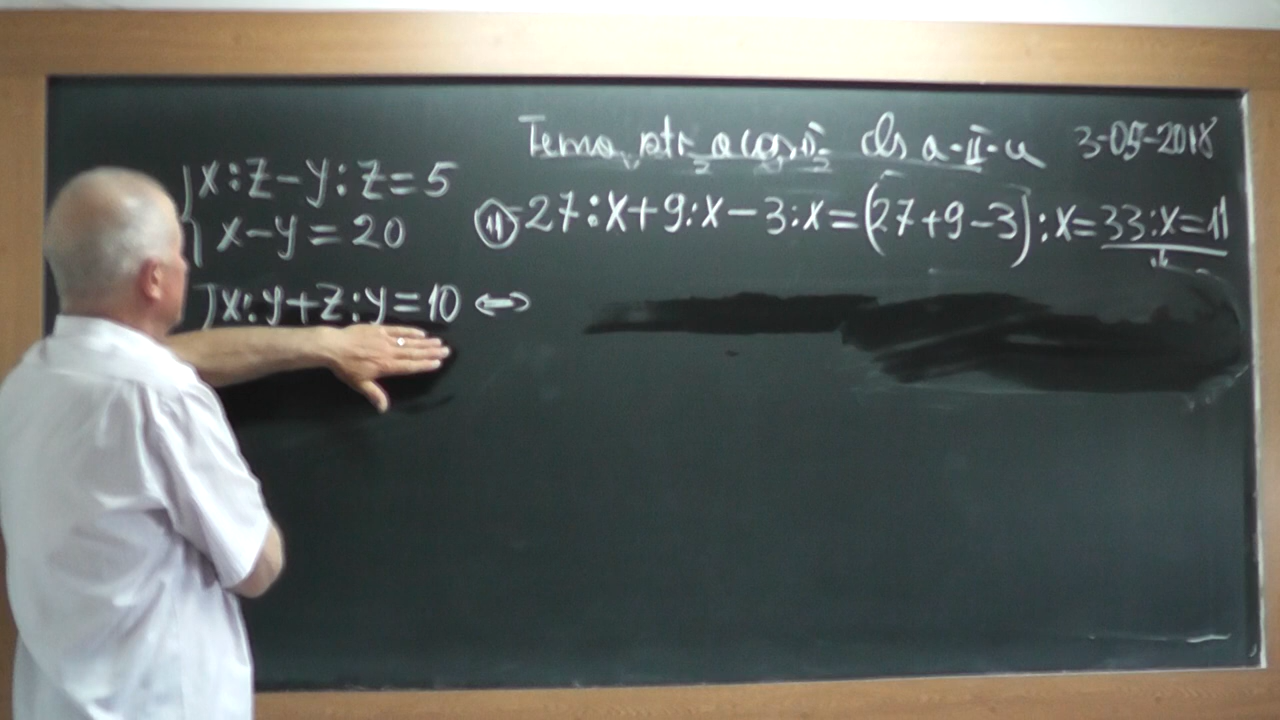 Tema ptr acasă cls a-II-a 3-05-2018
x:z-y:z=5
x-y=20
x:y+z:y=10 ↔
11 27:x+9:x-3:x=(27+9-3):x=33:x=11